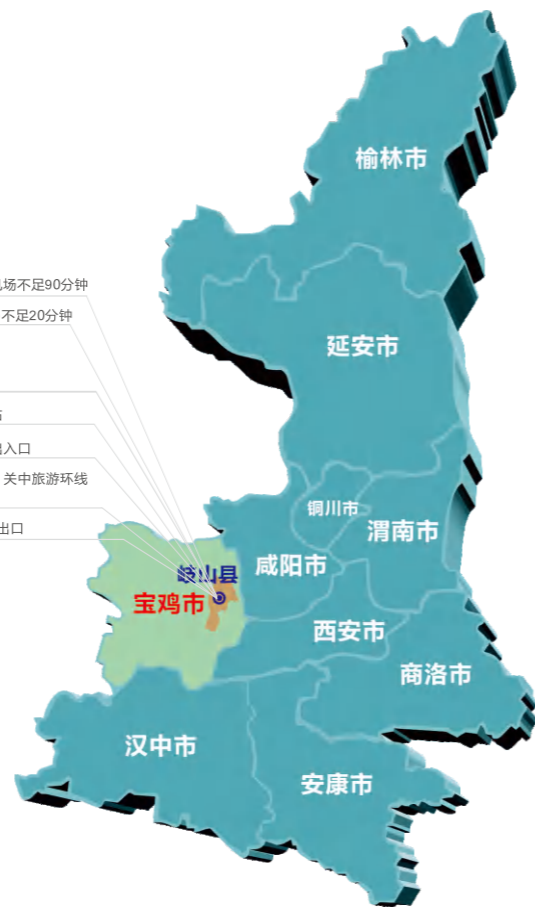 榆林市
场不足90分钟
不足20分钟
延安市
出入口
关中旅游环线
铜川市
渭南市
出口
咸阳市
岐山县
宝鸡市
西安市
商洛市
汉中市
安康市